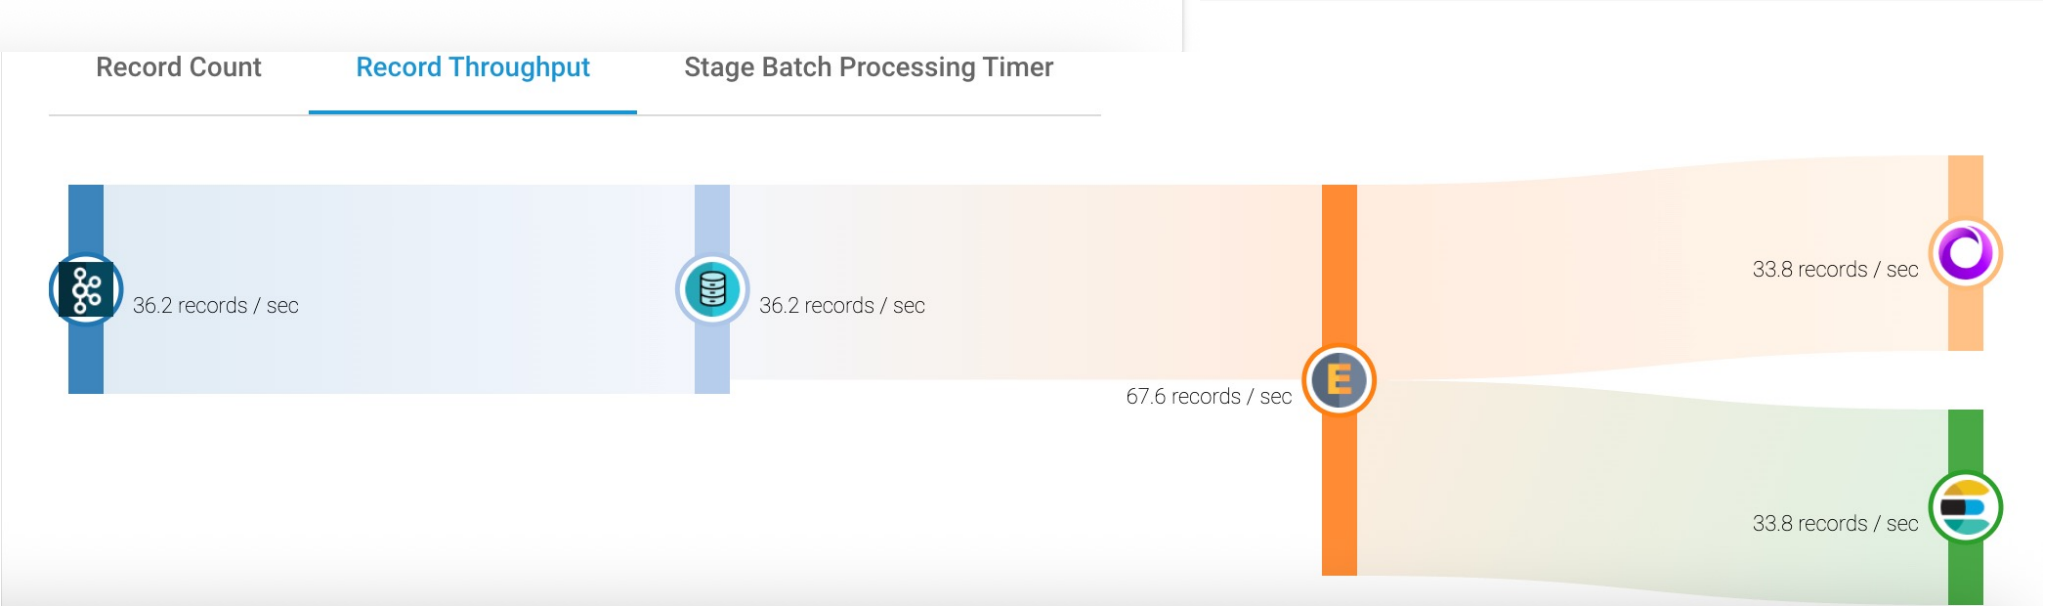 Record Count
Record Throughput
Stage Batch Processing Timer
36.2 records / sec
36.2 records / sec
67.6 records / sec
E
33.8 records / sec
33.8 records / sec